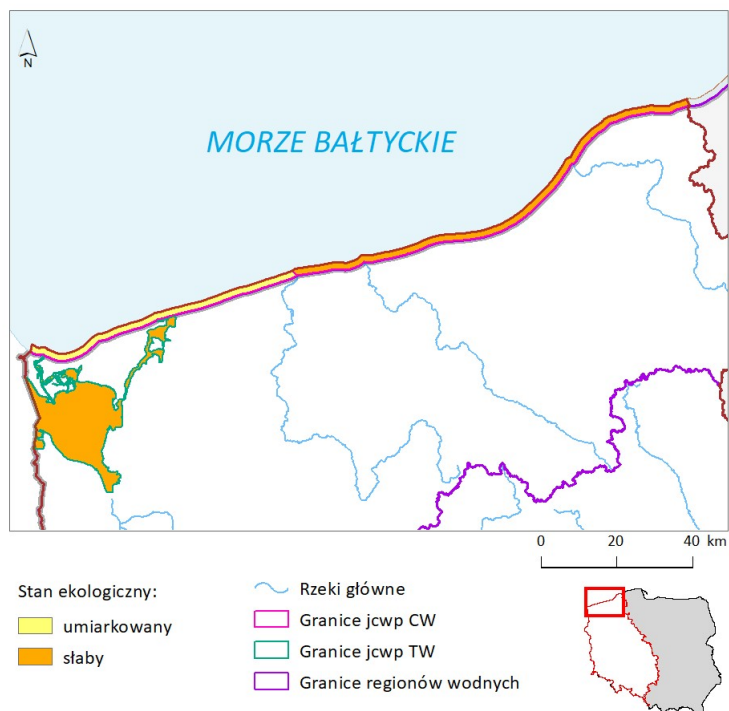 N
MORZE BAŁTYCKIE
0 20 40 km
Stan ekologiczny:
umiarkowany
słaby
Rzeki główne
Granice jcwp CW
Granice jcwp TW
Granice regionów wodnych